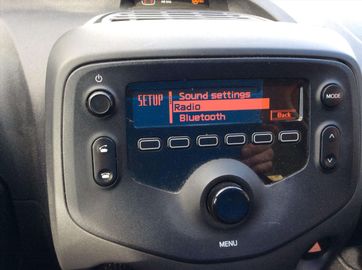 SETUP
Sound settings
Radio
Bluetooth
Back
MODE
MENU